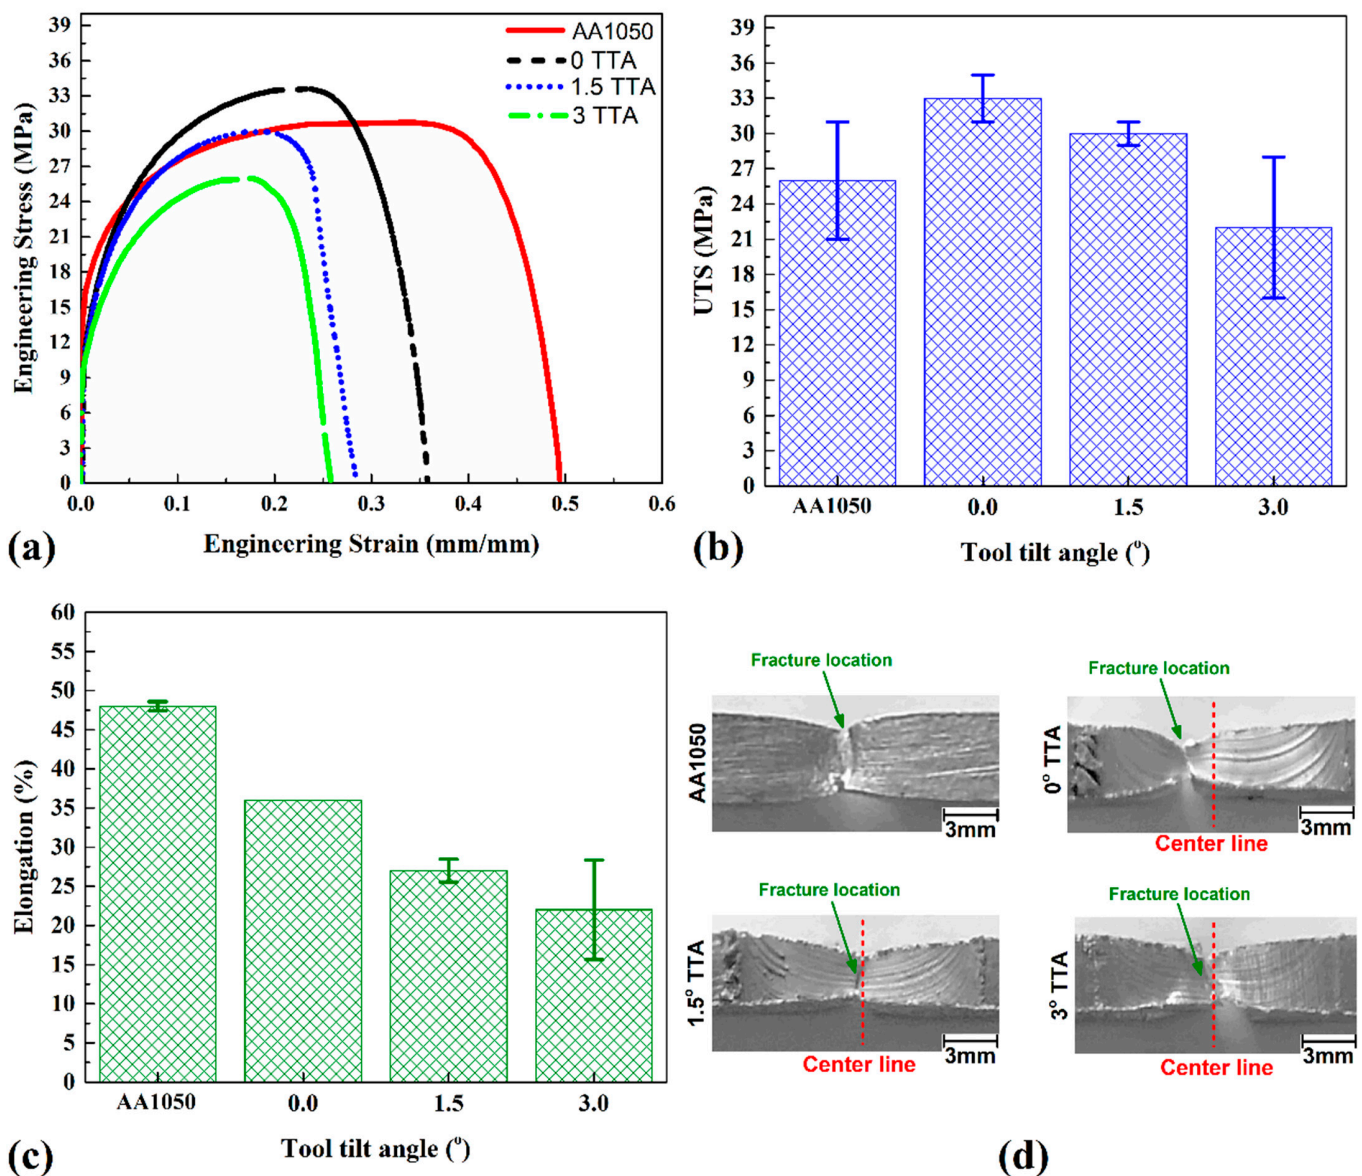 39
36
33
30
27
24
21
18
15
12
9
6
3
0
Engineering Stress (MPa)
AA1050
0 TTA
1.5 TTA
3 TTA
0.0 0.1 0.2 0.3 0.4 0.5 0.6
Engineering Strain (mm/mm)
(a)
39
36
33
30
27
24
21
18
15
12
9
6
3
0
UTS (MPa)
AA1050 0.0 1.5 3.0
Tool tilt angle (°)
(b)
60
55
50
45
40
35
30
25
20
15
10
5
0
Elongation (%)
AA1050 0.0 1.5 3.0
Tool tilt angle (°)
(c)
Fracture location
AA1050
3mm
Fracture location
0° TTA
3mm
Center line
Fracture location
1.5° TTA
3mm
Center line
Fracture location
3° TTA
3mm
Center line
(d)